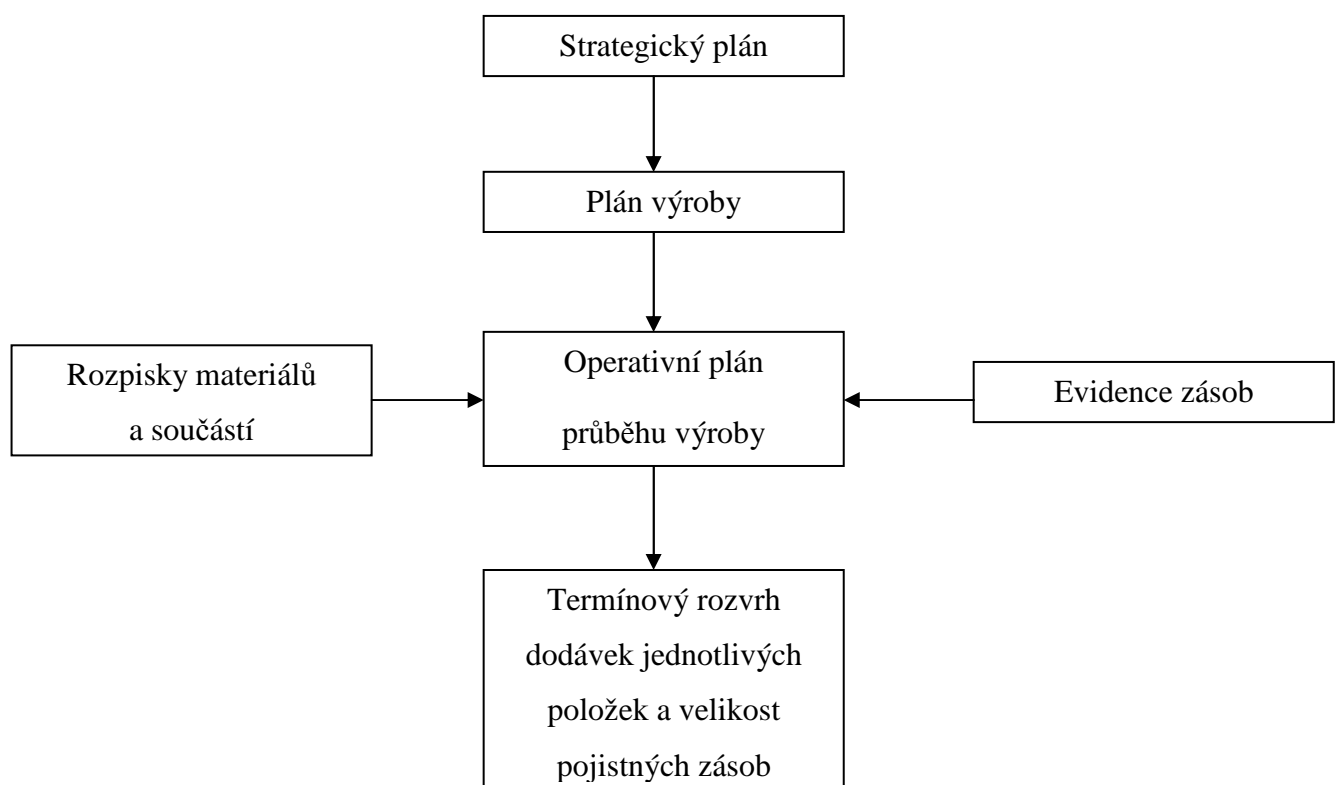 Strategický plán
Plán výroby
Rozpisky materiálů
a součástí
Operativní plán
průběhu výroby
Evidence zásob
Termínový rozvrh
dodávek jednotlivých
položek a velikost
pojistných zásob